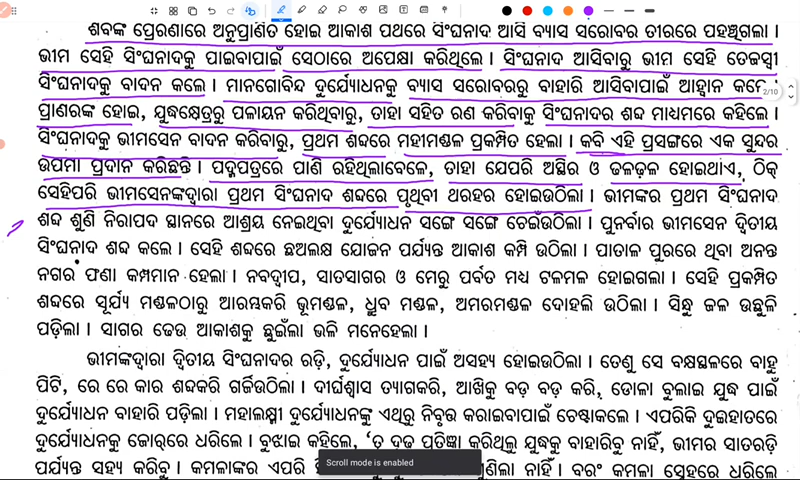 ଶବଙ୍କ ପ୍ରେରଣାରେ ଅନୁପ୍ରାଣିତ ହୋଇ ଆକାଶ ପଥରେ ସିଂଘନାଦ ଆସି ବ୍ୟାସ ସରୋବର ତୀରରେ ପହଞ୍ଚିଗଲା ।
ଭୀମ ସେହି ସିଂଘନାଦକୁ ପାଇବାପାଇଁ ସେଠାରେ ଅପେକ୍ଷା କରିଥିଲେ । ସିଂଘନାଦ ଆସିବାରୁ ଭୀମ ସେହି ତେଜସ୍ୱୀ
ସିଂଘନାଦକୁ ବାଦନ କଲେ । ମାନଗୋବିନ୍ଦ ଦୁର୍ଯ୍ୟୋଧନକୁ ବ୍ୟାସ ସରୋବରରୁ ବାହାରି ଆସିବାପାଇଁ ଆହ୍ୱାନ
2/10
ପ୍ରାଣରଙ୍କ ହୋଇ, ଯୁଦ୍ଧକ୍ଷେତ୍ରରୁ ପଳାୟନ କରିଥିବାରୁ, ତାହା ସହିତ ରଣ କରିବାକୁ ସିଂଘନାଦର ଶବ୍ଦ ମାଧ୍ୟମରେ କହିଲେ ।
ସିଂଘନାଦକୁ ଭୀମସେନ ବାଦନ କରିବାରୁ, ପ୍ରଥମ ଶବ୍ଦରେ ମହୀମଣ୍ଡଳ ପ୍ରକମ୍ପିତ ହେଲା । କବି ଏହି ପ୍ରସଙ୍ଗରେ ଏକ ସୁନ୍ଦର
ଉପମା ପ୍ରଦାନ କରିଛନ୍ତି । ପଦ୍ମପତ୍ରରେ ପାଣି ରହିଥିଲାବେଳେ, ତାହା ଯେପରି ଅସ୍ଥିର ଓ ଢଳଢ଼ଳ ହୋଇଥାଏ, ଠିକ୍
ସେହିପରି ଭୀମସେନଙ୍କଦ୍ୱାରା ପ୍ରଥମ ସିଂଘନାଦ ଶବ୍ଦରେ ପୃଥିବୀ ଥରହର ହୋଇଉଠିଲା । ଭୀମଙ୍କର ପ୍ରଥମ ସିଂଘନାଦ
ଶବ୍ଦ ଶୁଣି ନିରାପଦ ସ୍ଥାନରେ ଆଶ୍ରୟ ନେଇଥିବା ଦୁର୍ଯ୍ୟୋଧନ ସଙ୍ଗେ ସଙ୍ଗେ ଚେଇଁଉଠିଲା । ପୁନର୍ବାର ଭୀମସେନ ଦ୍ୱିତୀୟ
ସିଂଘନାଦ ଶବ୍ଦ କଲେ । ସେହି ଶବ୍ଦରେ ଛଅଲକ୍ଷ ଯୋଜନ ପର୍ଯ୍ୟନ୍ତ ଆକାଶ କମ୍ପି ଉଠିଲା । ପାତାଳ ପୁରରେ ଥିବା ଅନନ୍ତ
ନଗର ଫଣା କମ୍ପମାନ ହେଲା । ନବଦ୍ୱୀପ, ସାତସାଗର ଓ ମେରୁ ପର୍ବତ ମଧ୍ୟ ଟଳମଳ ହୋଇଗଲା । ସେହି ପ୍ରକମ୍ପିତ
ଶବ୍ଦରେ ସୂର୍ଯ୍ୟ ମଣ୍ଡଳଠାରୁ ଆରମ୍ଭକରି ଭୂମଣ୍ଡଳ, ଧ୍ରୁବ ମଣ୍ଡଳ, ଅମରମଣ୍ଡଳ ଦୋହଲି ଉଠିଲା । ସିନ୍ଧୁ ଜଳ ଉଚ୍ଛୁଳି
ପଡ଼ିଲା । ସାଗର ଢେଉ ଆକାଶକୁ ଛୁଇଁଲା ଭଳି ମନେହେଲା ।
ଭୀମଙ୍କଦ୍ୱାରା ଦ୍ୱିତୀୟ ସିଂଘନାଦର ରଡ଼ି, ଦୁର୍ଯ୍ୟୋଧନ ପାଇଁ ଅସହ୍ୟ ହୋଇଉଠିଲା । ତେଣୁ ସେ ବକ୍ଷସ୍ଥଳରେ ବାହୁ
ପିଟି, ରେ ରେ କାର ଶବ୍ଦକରି ଗର୍ଜିଉଠିଲା । ଦୀର୍ଘଶ୍ୱାସ ତ୍ୟାଗକରି, ଆଖିକୁ ବଡ଼ ବଡ଼ କରି, ଡୋଳା ବୁଲାଇ ଯୁଦ୍ଧ ପାଇଁ
ଦୁର୍ଯ୍ୟୋଧନ ବାହାରି ପଡ଼ିଲା । ମହାଲକ୍ଷ୍ମୀ ଦୁର୍ଯ୍ୟୋଧନଙ୍କୁ ଏଥିରୁ ନିବୃତ୍ତ କରାଇବାପାଇଁ ଚେଷ୍ଟାକଲେ । ଏପରିକି ଦୁଇହାତରେ
ଦୁର୍ଯ୍ୟୋଧନକୁ ଜୋର୍‌ରେ ଧରିଲେ । ବୁଝାଇ କହିଲେ, ‘ତୁ ଦୃଢ ପ୍ରତିଜ୍ଞା କରିଥିଲୁ ଯୁଦ୍ଧକୁ ବାହାରିବୁ ନାହିଁ, ଭୀମର ସାତରଡ଼ି
ପର୍ଯ୍ୟନ୍ତ ସହ୍ୟ କରିବୁ । କମଳାଙ୍କର ଏପରି ଶୁଣିଲା ନାହିଁ । ବରଂ କମଳା ସ୍ନେହରେ ଧରିଲେ
Scroll mode is enabled